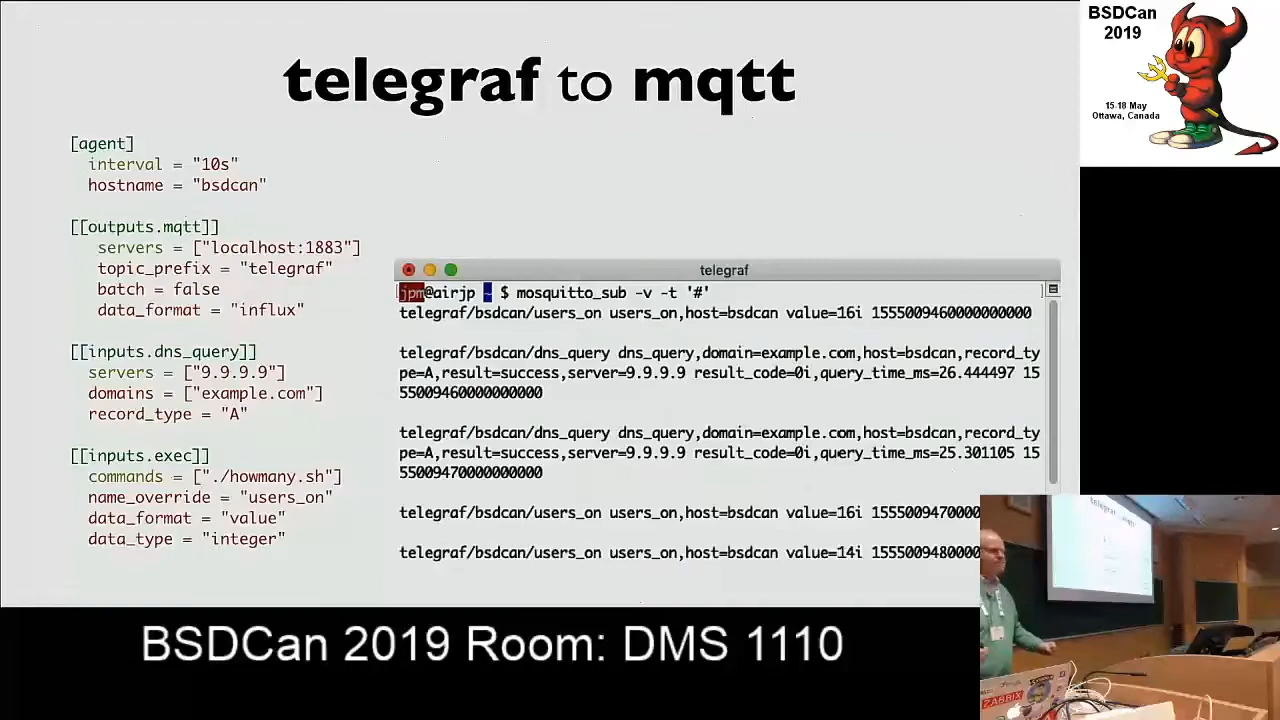 telegraf to mqtt
[agent]
interval = "10s"
hostname = "bsdcan"
[[outputs.mqtt]]
servers = ["localhost:1883"]
topic_prefix = "telegraf"
batch = false
data_format = "influx"
[[inputs.dns_query]]
servers = ["9.9.9.9"]
domains = ["example.com"]
record_type = "A"
[[inputs.exec]]
commands = ["./howmany.sh"]
name_override = "users_on"
data_format = "value"
data_type = "integer"
telegraf
[jpm@airjp ~ $ mosquitto_sub -v -t '#' ]
telegraf/bsdcan/users_on users_on,host=bsdcan value=16i 1555009460000000000
telegraf/bsdcan/dns_query dns_query,domain=example.com,host=bsdcan,record_ty
pe=A,result=success,server=9.9.9.9 result_code=0i,query_time_ms=26.444497 15
55009460000000000
telegraf/bsdcan/dns_query dns_query,domain=example.com,host=bsdcan,record_ty
pe=A,result=success,server=9.9.9.9 result_code=0i,query_time_ms=25.301105 15
55009470000000000
telegraf/bsdcan/users_on users_on,host=bsdcan value=16i 1555009470000
telegraf/bsdcan/users_on users_on,host=bsdcan value=14i 1555009480000
BSDCan
2019
15-18 May
Ottawa, Canada
telegraf to mqtt
ZABBIX
BSDCan 2019 Room: DMS 1110